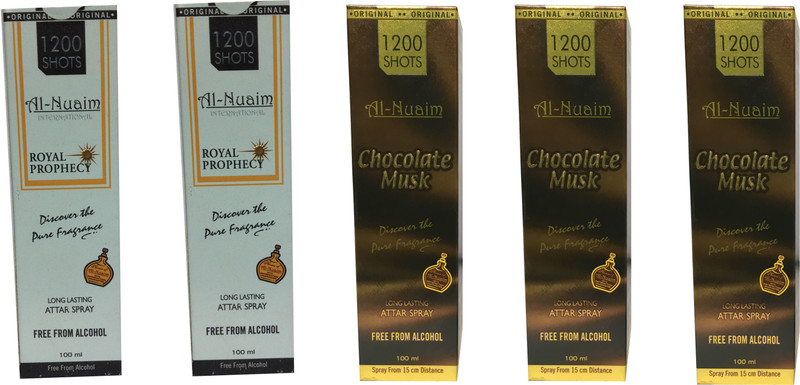 •ORIGINAL••ORIGINAL•
1200
SHOTS
Al-Nuaim
INTERNATIONAL
ROYAL
PROPHECY
Discover the
Pure Fragrance
LONG LASTING
ATTAR SPRAY
FREE FROM ALCOHOL
100 ml
Free From Alcohol
•ORIGINAL••ORIGINAL•
1200
SHOTS
Al-Nuaim
INTERNATIONAL
ROYAL
PROPHECY
Discover the
Pure Fragrance
LONG LASTING
ATTAR SPRAY
FREE FROM ALCOHOL
100 ml
Free From Alcohol
•ORIGINAL••ORIGINAL•
1200
SHOTS
Al-Nuaim
Chocolate
Musk
Discover the
Pure Fragrance
LONG LASTING
ATTAR SPRAY
FREE FROM ALCOHOL
100 ml
Spray From 15 cm Distance
•ORIGINAL••ORIGINAL•
1200
SHOTS
Al-Nuaim
Chocolate
Musk
Discover the
Pure Fragrance
LONG LASTING
ATTAR SPRAY
FREE FROM ALCOHOL
100 ml
Spray From 15 cm Distance
•ORIGINAL••ORIGINAL•
1200
SHOTS
Al-Nuaim
Chocolate
Musk
Discover the
Pure Fragrance
LONG LASTING
ATTAR SPRAY
FREE FROM ALCOHOL
100 ml
Spray From 15 cm Distance